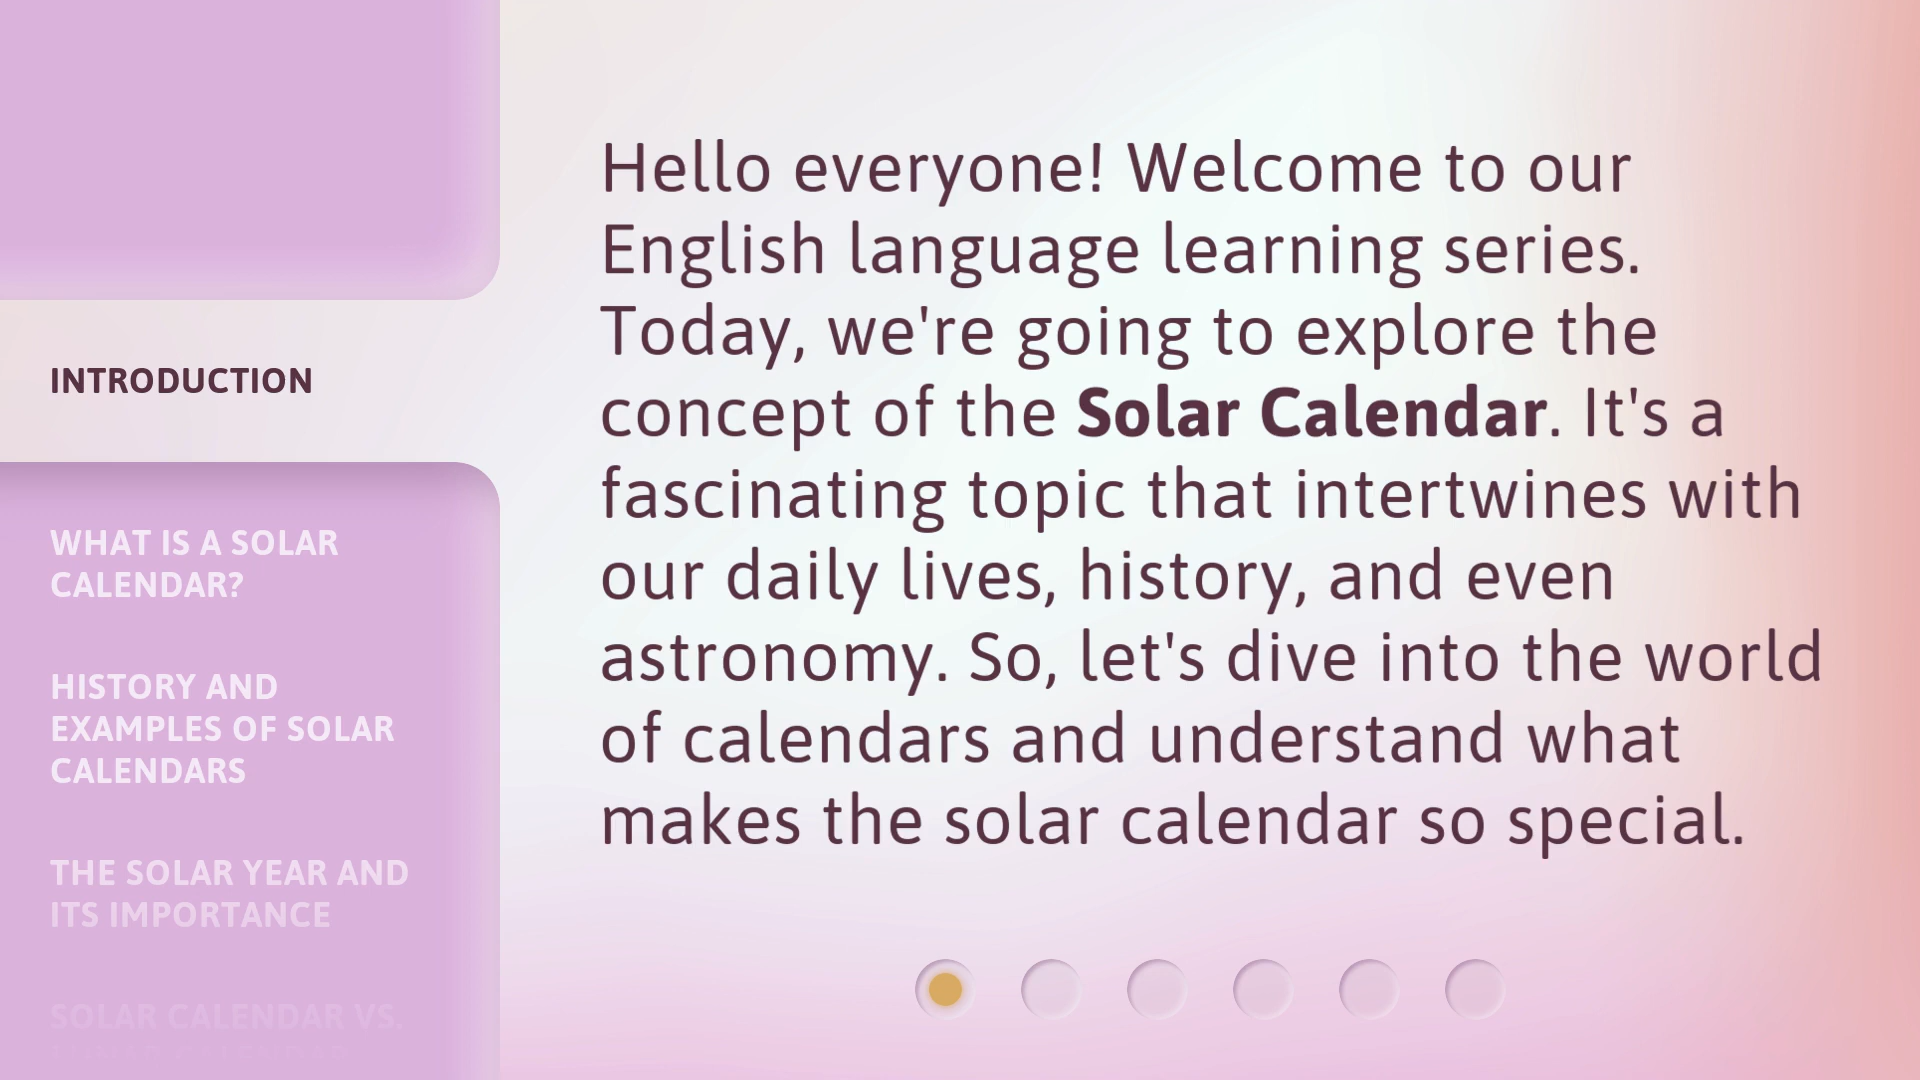 INTRODUCTION
WHAT IS A SOLAR
CALENDAR?
HISTORY AND
EXAMPLES OF SOLAR
CALENDARS
THE SOLAR YEAR AND
ITS IMPORTANCE
SOLAR CALENDAR VS.
Hello everyone! Welcome to our
English language learning series.
Today, we're going to explore the
concept of the Solar Calendar. It's a
fascinating topic that intertwines with
our daily lives, history, and even
astronomy. So, let's dive into the world
of calendars and understand what
makes the solar calendar so special.